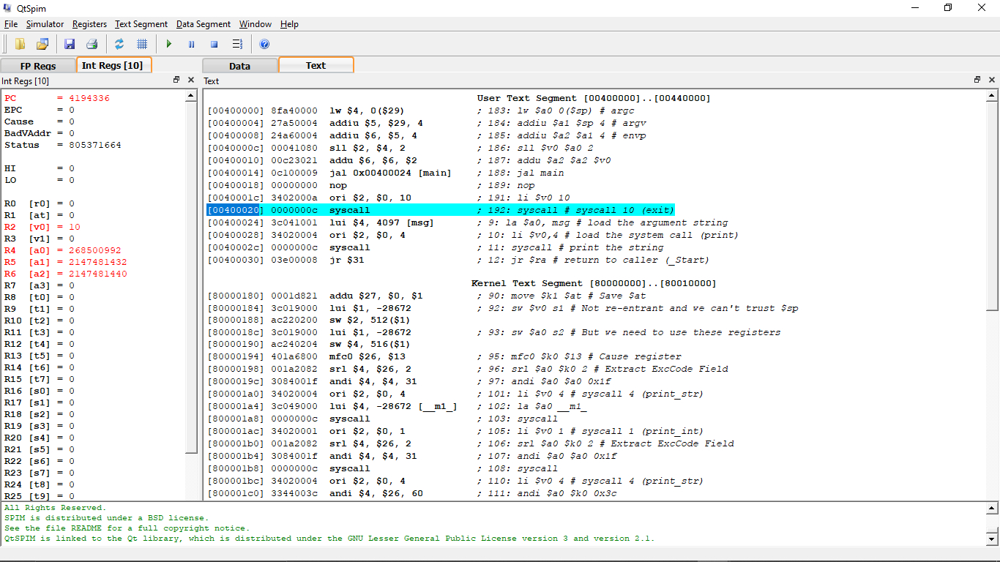 QtSpim
File Simulator Registers Text Segment Data Segment Window Help
FP Regs Int Regs [10] Data Text
Int Regs [10]
PC = 4194336
EPC = 0
Cause = 0
BadVAddr = 0
Status = 805371664
HI = 0
LO = 0
R0 [r0] = 0
R1 [at] = 0
R2 [v0] = 10
R3 [v1] = 0
R4 [a0] = 268500992
R5 [a1] = 2147481432
R6 [a2] = 2147481440
R7 [a3] = 0
R8 [t0] = 0
R9 [t1] = 0
R10 [t2] = 0
R11 [t3] = 0
R12 [t4] = 0
R13 [t5] = 0
R14 [t6] = 0
R15 [t7] = 0
R16 [s0] = 0
R17 [s1] = 0
R18 [s2] = 0
R19 [s3] = 0
R20 [s4] = 0
R21 [s5] = 0
R22 [s6] = 0
R23 [s7] = 0
R24 [t8] = 0
R25 [t9] = 0
Text
User Text Segment [00400000]..[00440000]
[00400000] 8fa40000 lw $4, 0($29) ; 183: lw $a0 0($sp) # argc
[00400004] 27a50004 addiu $5, $29, 4 ; 184: addiu $a1 $sp 4 # argv
[00400008] 24a60004 addiu $6, $5, 4 ; 185: addiu $a2 $a1 4 # envp
[0040000c] 00041080 sll $2, $4, 2 ; 186: sll $v0 $a0 2
[00400010] 00c23021 addu $6, $6, $2 ; 187: addu $a2 $a2 $v0
[00400014] 0c100009 jal 0x00400024 [main] ; 188: jal main
[00400018] 00000000 nop ; 189: nop
[0040001c] 3402000a ori $2, $0, 10 ; 191: li $v0 10
[00400020] 0000000c syscall ; 192: syscall # syscall 10 (exit)
[00400024] 3c041001 lui $4, 4097 [msg] ; 9: la $a0, msg # load the argument string
[00400028] 34020004 ori $2, $0, 4 ; 10: li $v0,4 # load the system call (print)
[0040002c] 0000000c syscall ; 11: syscall # print the string
[00400030] 03e00008 jr $31 ; 12: jr $ra # return to caller (_Start)
Kernel Text Segment [80000000]..[80010000]
[80000180] 0001d821 addu $27, $0, $1 ; 90: move $k1 $at # Save $at
[80000184] 3c019000 lui $1, -28672 ; 92: sw $v0 s1 # Not re-entrant and we can't trust $sp
[80000188] ac220200 sw $2, 512($1)
[8000018c] 3c019000 lui $1, -28672 ; 93: sw $a0 s2 # But we need to use these registers
[80000190] ac240204 sw $4, 516($1)
[80000194] 401a6800 mfc0 $26, $13 ; 95: mfc0 $k0 $13 # Cause register
[80000198] 001a2082 srl $4, $26, 2 ; 96: srl $a0 $k0 2 # Extract ExcCode Field
[8000019c] 3084001f andi $4, $4, 31 ; 97: andi $a0 $a0 0x1f
[800001a0] 34020004 ori $2, $0, 4 ; 101: li $v0 4 # syscall 4 (print_str)
[800001a4] 3c049000 lui $4, -28672 [__m1_] ; 102: la $a0 __m1_
[800001a8] 0000000c syscall ; 103: syscall
[800001ac] 34020001 ori $2, $0, 1 ; 105: li $v0 1 # syscall 1 (print_int)
[800001b0] 001a2082 srl $4, $26, 2 ; 106: srl $a0 $k0 2 # Extract ExcCode Field
[800001b4] 3084001f andi $4, $4, 31 ; 107: andi $a0 $a0 0x1f
[800001b8] 0000000c syscall ; 108: syscall
[800001bc] 34020004 ori $2, $0, 4 ; 110: li $v0 4 # syscall 4 (print_str)
[800001c0] 3344003c andi $4, $26, 60 ; 111: andi $a0 $k0 0x3c
All Rights Reserved.
SPIM is distributed under a BSD license.
See the file README for a full copyright notice.
QtSPIM is linked to the Qt library, which is distributed under the GNU Lesser General Public License version 3 and version 2.1.